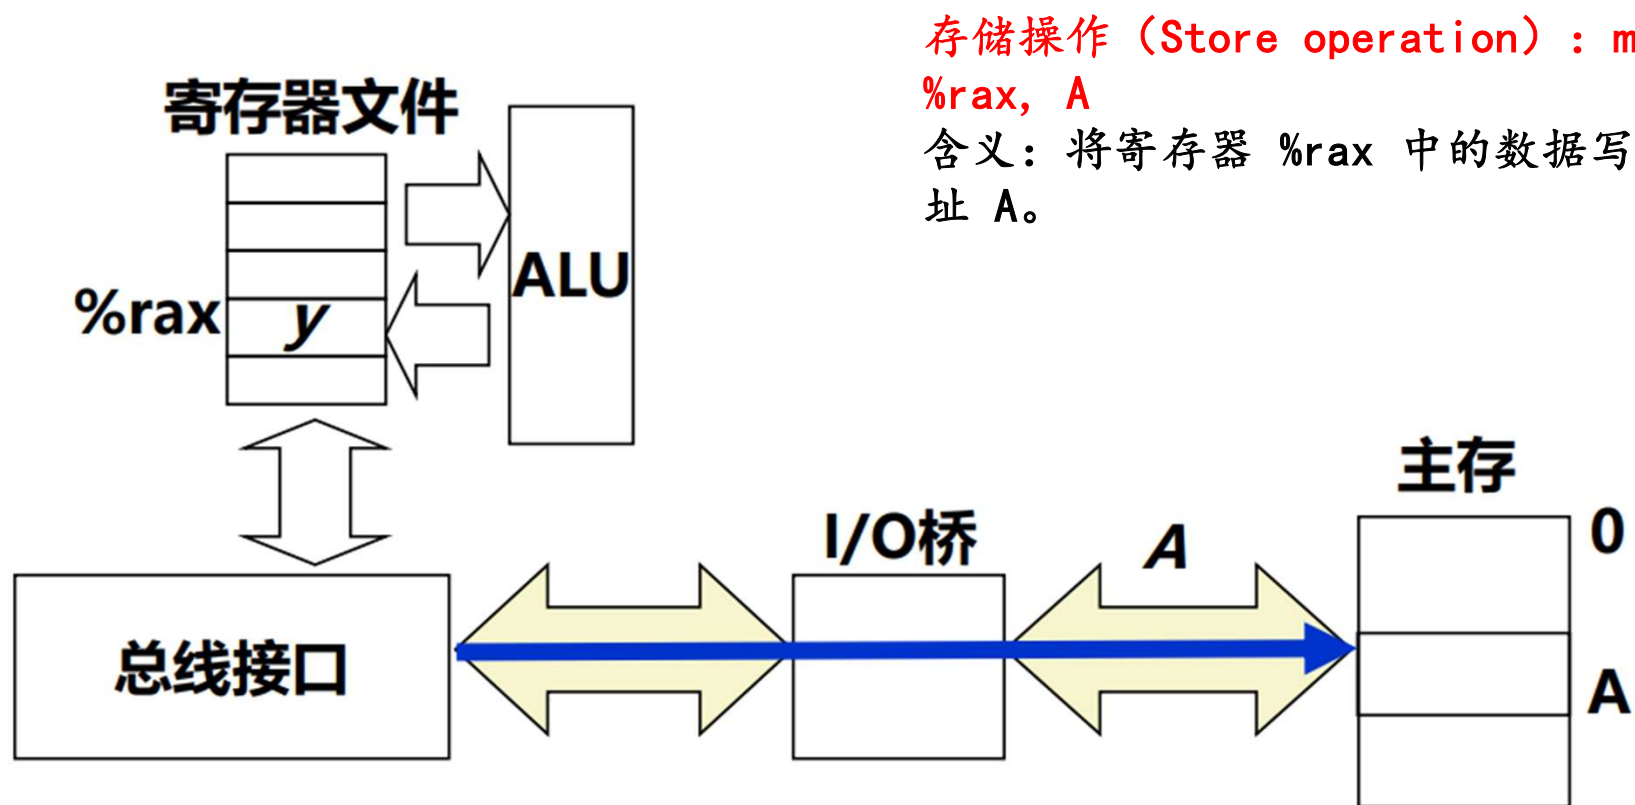 存储操作（Store operation）: m
%rax, A
含义: 将寄存器 %rax 中的数据写
址 A。
寄存器文件
ALU
%rax
y
主存
I/O桥
A
0
总线接口
A